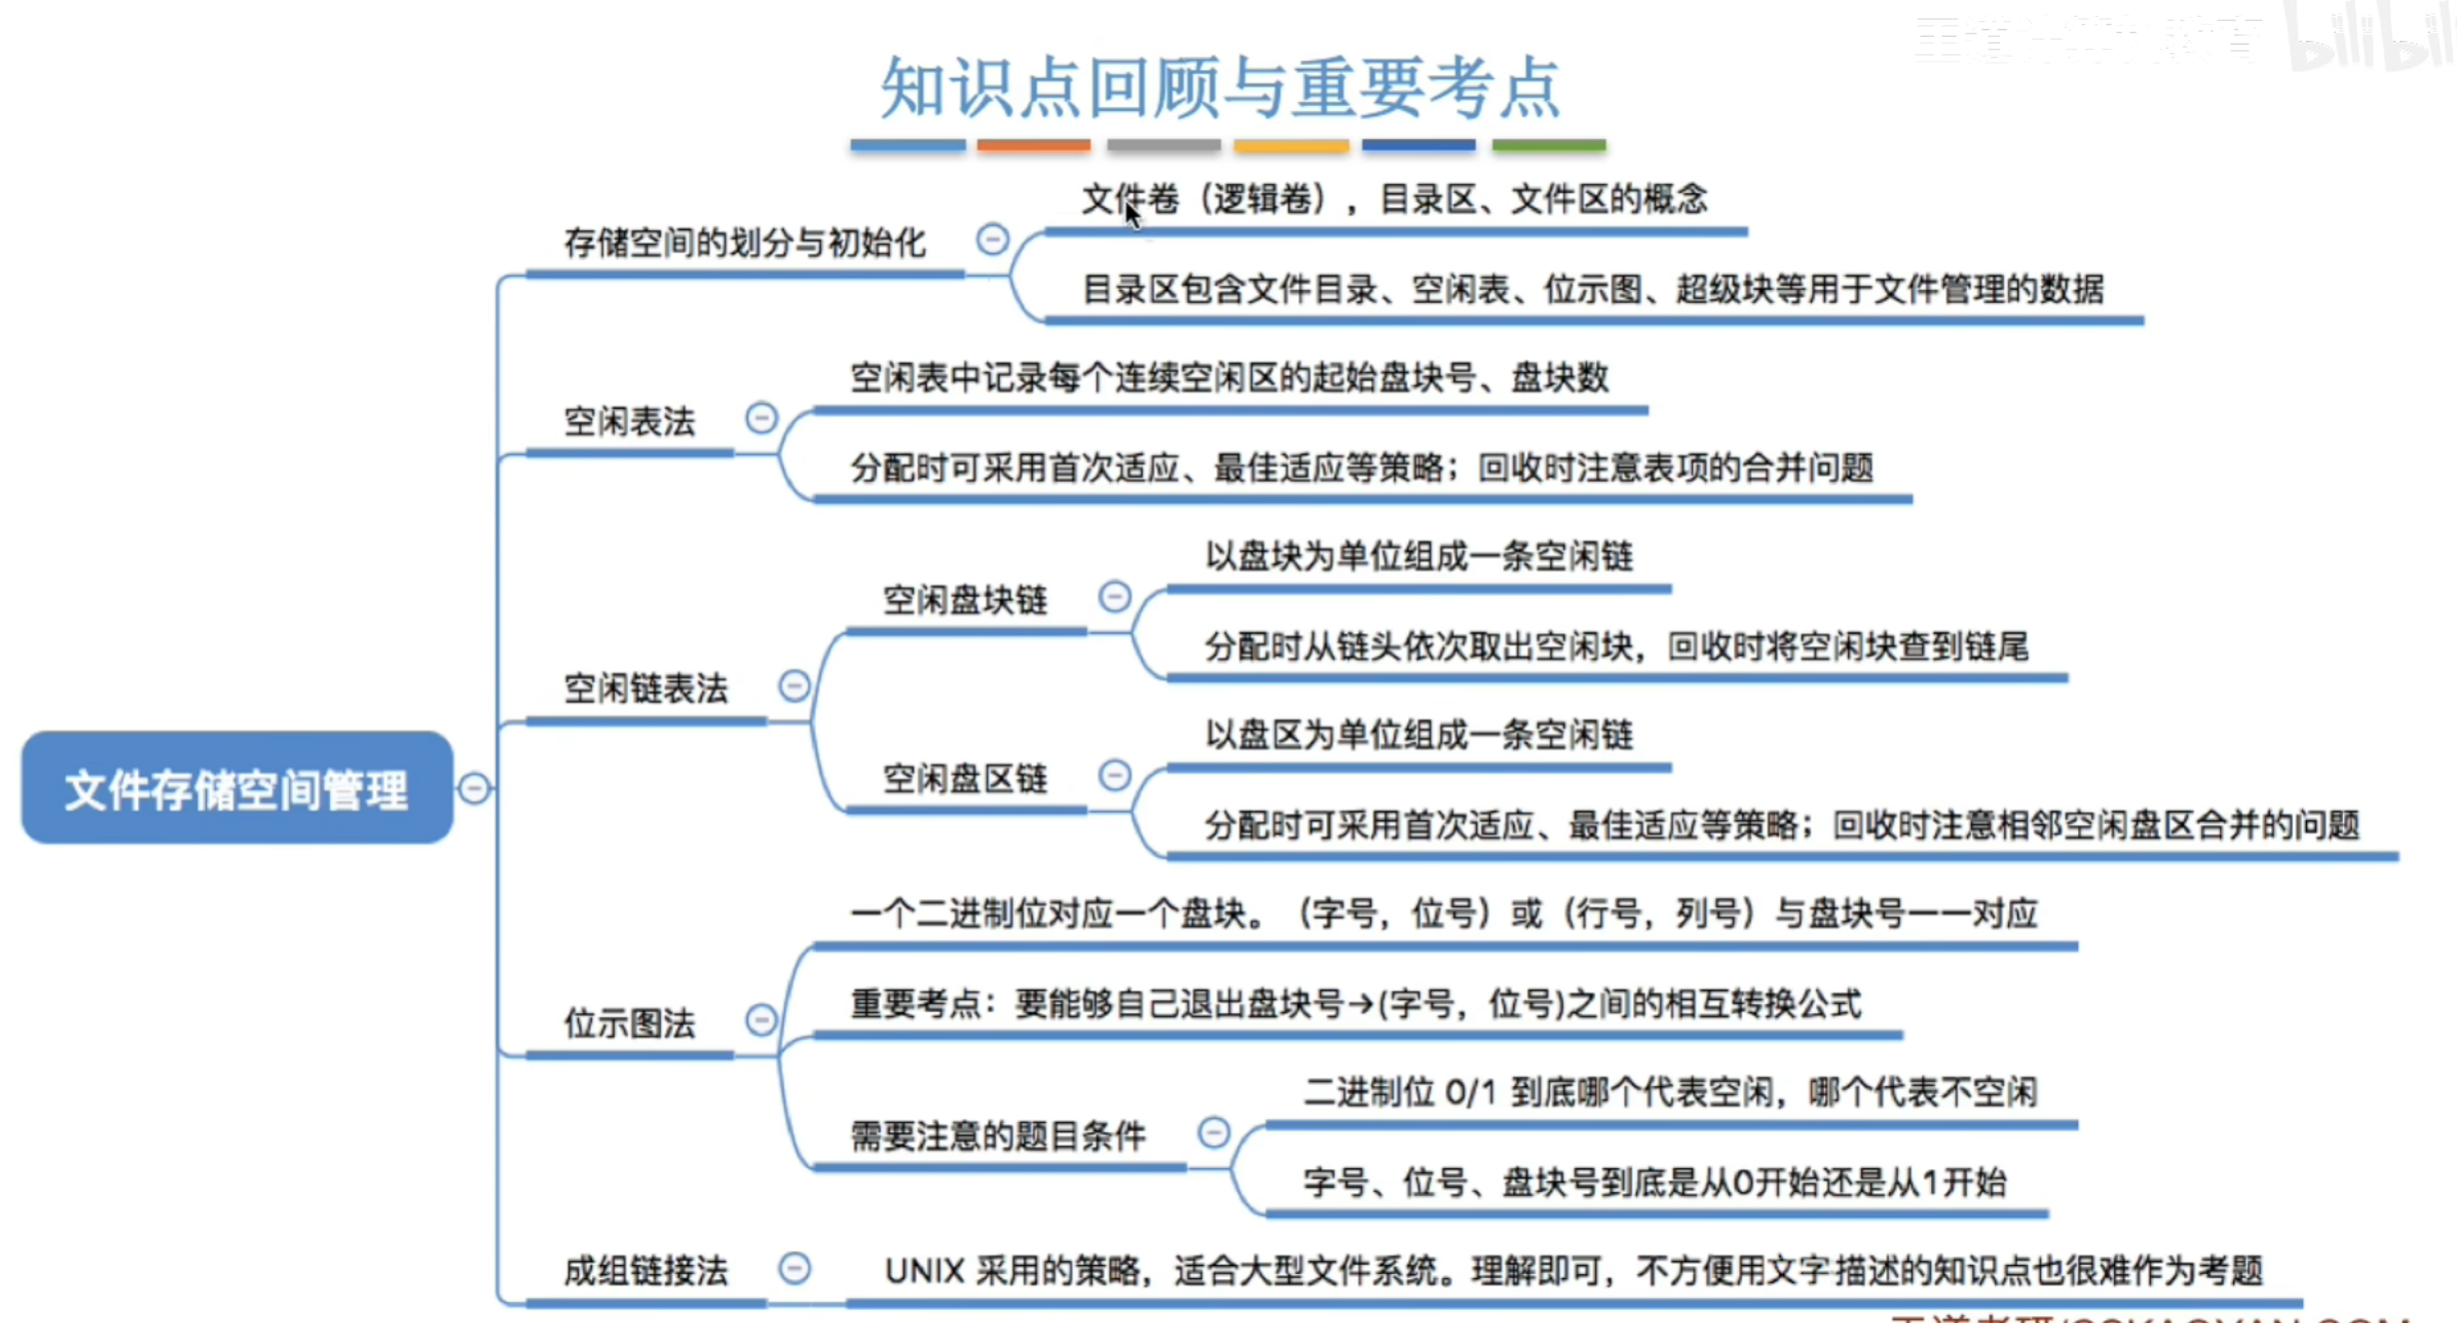 知识点回顾与重要考点
文件卷（逻辑卷），目录区、文件区的概念
存储空间的划分与初始化
目录区包含文件目录、空闲表、位示图、超级块等用于文件管理的数据
空闲表中记录每个连续空闲区的起始盘块号、盘块数
空闲表法
分配时可采用首次适应、最佳适应等策略；回收时注意表项的合并问题
以盘块为单位组成一条空闲链
空闲盘块链
分配时从链头依次取出空闲块，回收时将空闲块查到链尾
空闲链表法
以盘区为单位组成一条空闲链
空闲盘区链
分配时可采用首次适应、最佳适应等策略；回收时注意相邻空闲盘区合并的问题
文件存储空间管理
一个二进制位对应一个盘块。（字号，位号）或（行号，列号）与盘块号一一对应
重要考点：要能够自己退出盘块号→(字号，位号)之间的相互转换公式
位示图法
二进制位 0/1 到底哪个代表空闲，哪个代表不空闲
需要注意的题目条件
字号、位号、盘块号到底是从0开始还是从1开始
成组链接法
UNIX 采用的策略，适合大型文件系统。理解即可，不方便用文字描述的知识点也很难作为考题